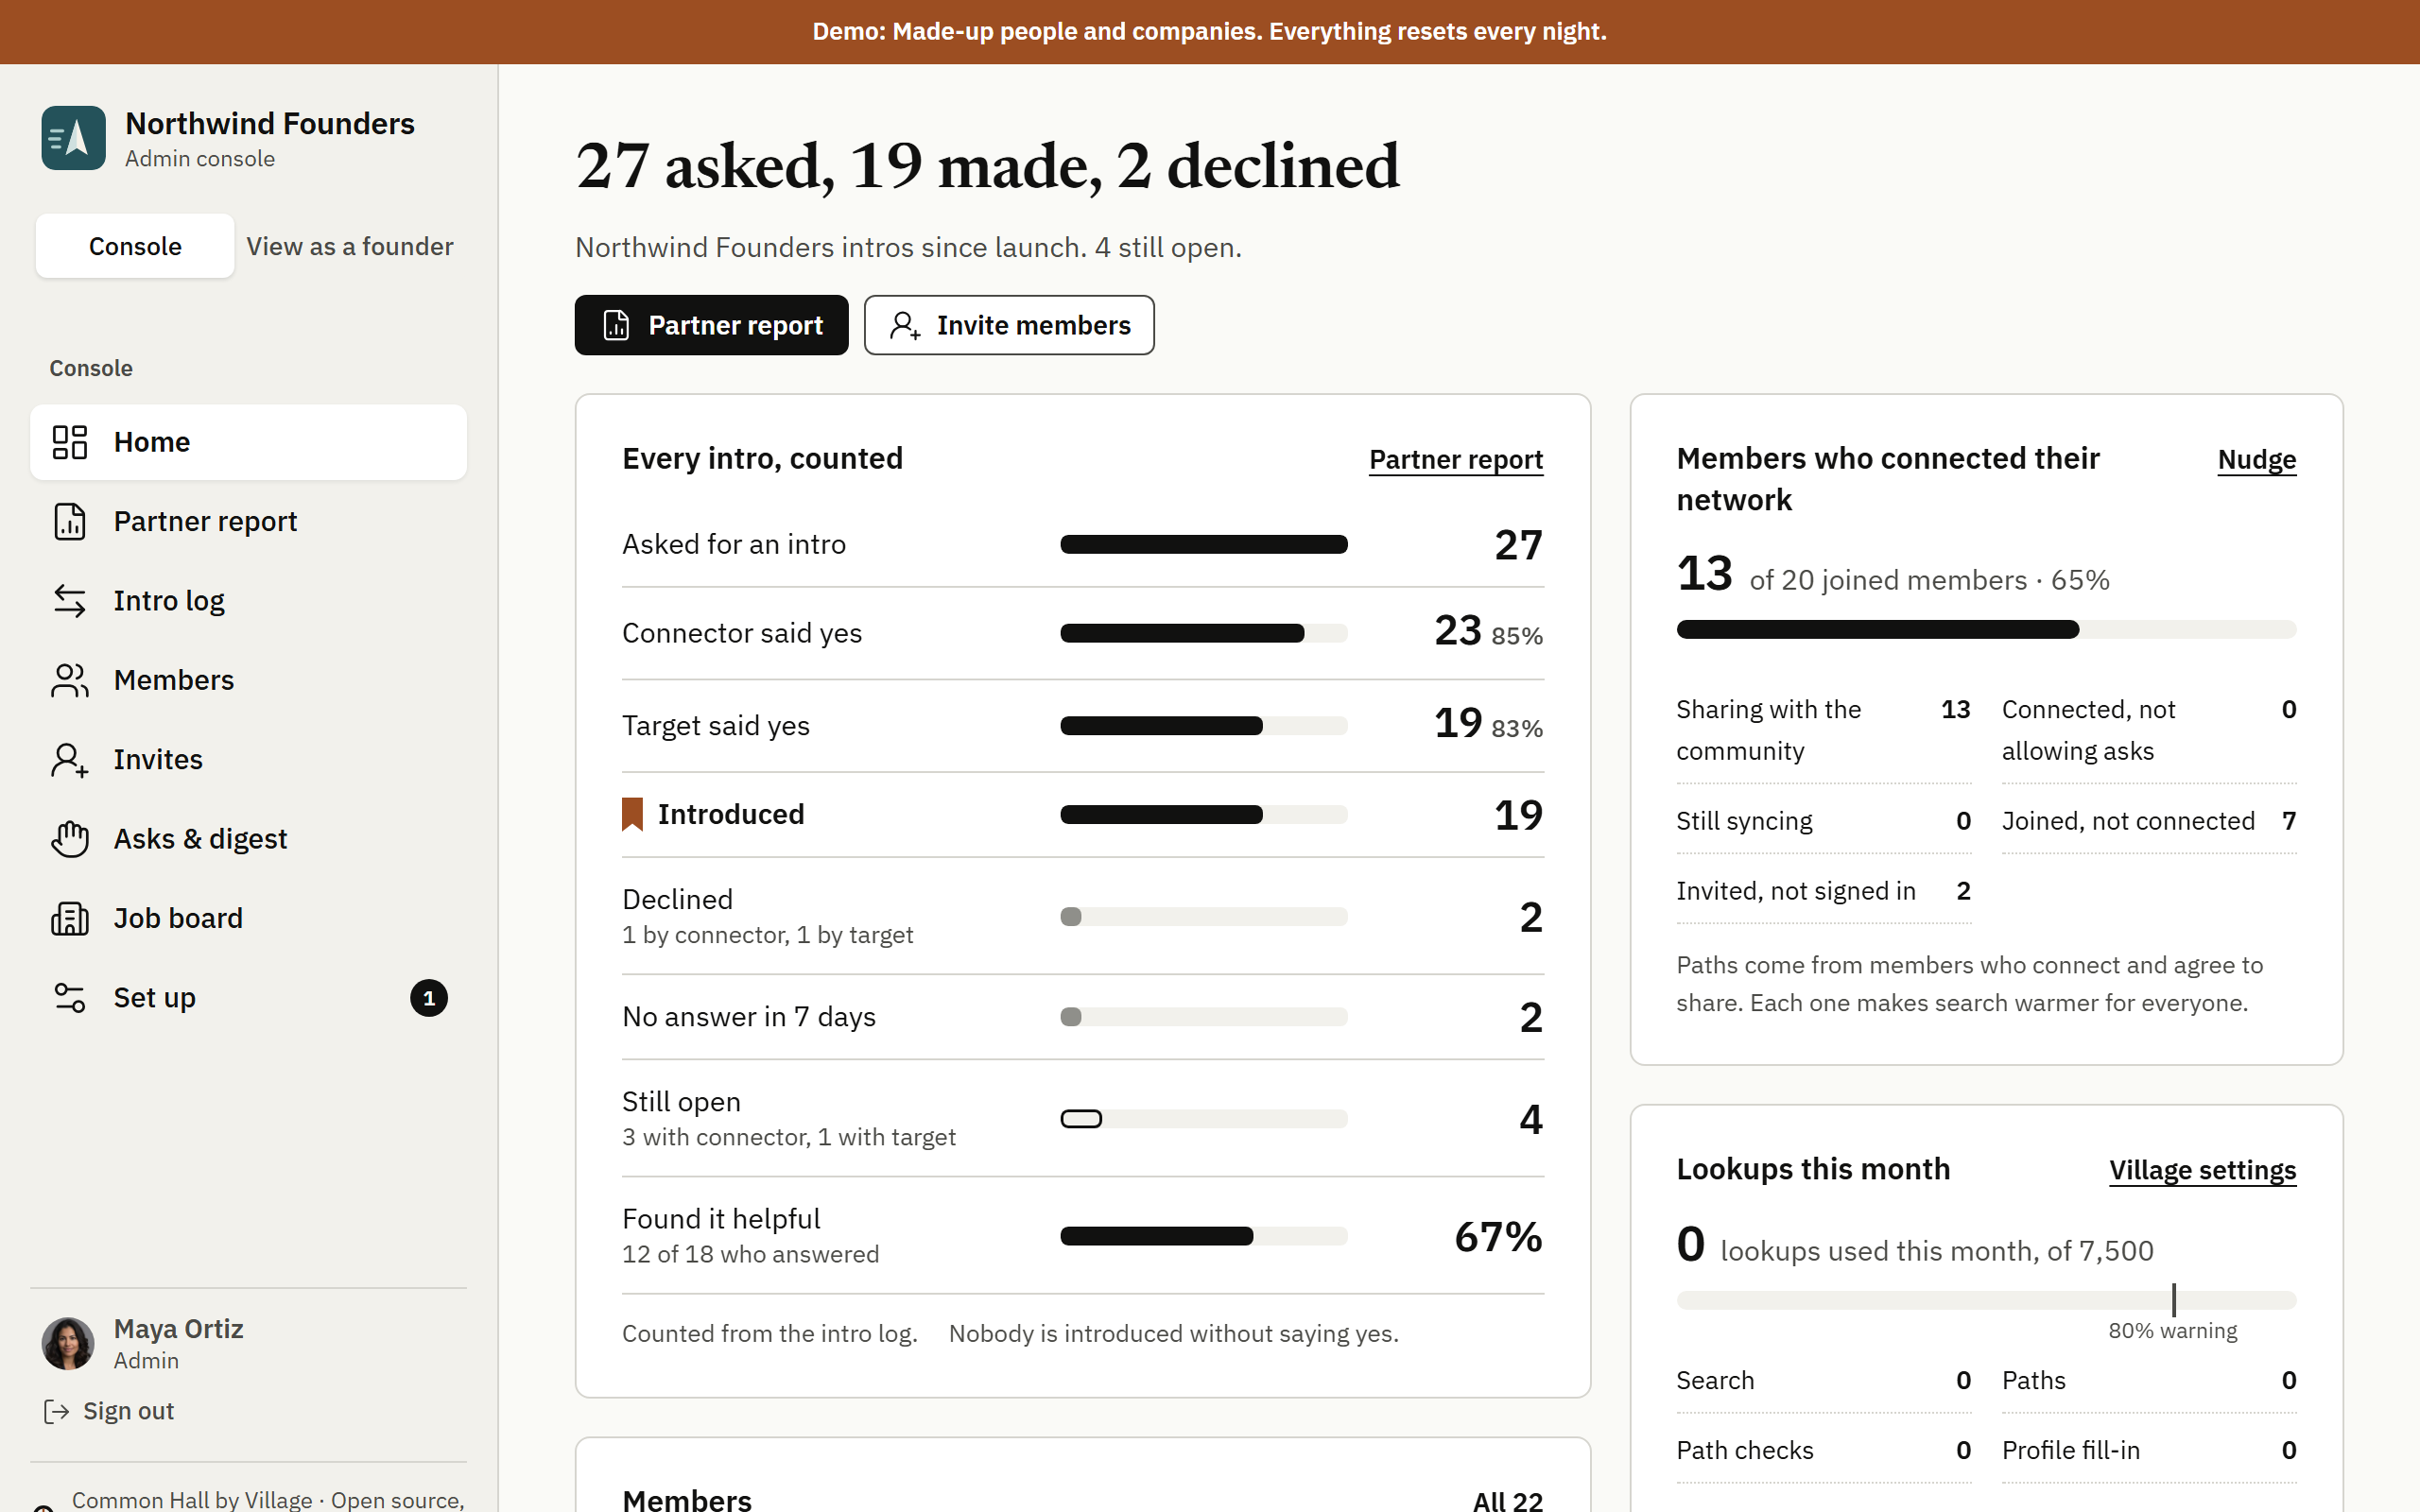 Demo: Made-up people and companies. Everything resets every night.
Northwind Founders
Admin console
Console
View as a founder
Console
Home
Partner report
Intro log
Members
Invites
Asks & digest
Job board
Set up
1
Maya Ortiz
Admin
Sign out
Common Hall by Village · Open source,
27 asked, 19 made, 2 declined
Northwind Founders intros since launch. 4 still open.
Partner report
Invite members
Every intro, counted
Partner report
Asked for an intro
27
Connector said yes
23 85%
Target said yes
19 83%
Introduced
19
Declined
1 by connector, 1 by target
2
No answer in 7 days
2
Still open
3 with connector, 1 with target
4
Found it helpful
12 of 18 who answered
67%
Counted from the intro log. Nobody is introduced without saying yes.
Members
All 22
Members who connected their
network
Nudge
13 of 20 joined members · 65%
Sharing with the
community
13
Connected, not
allowing asks
0
Still syncing
0
Joined, not connected
7
Invited, not signed in
2
Paths come from members who connect and agree to
share. Each one makes search warmer for everyone.
Lookups this month
Village settings
0 lookups used this month, of 7,500
80% warning
Search
0
Paths
0
Path checks
0
Profile fill-in
0